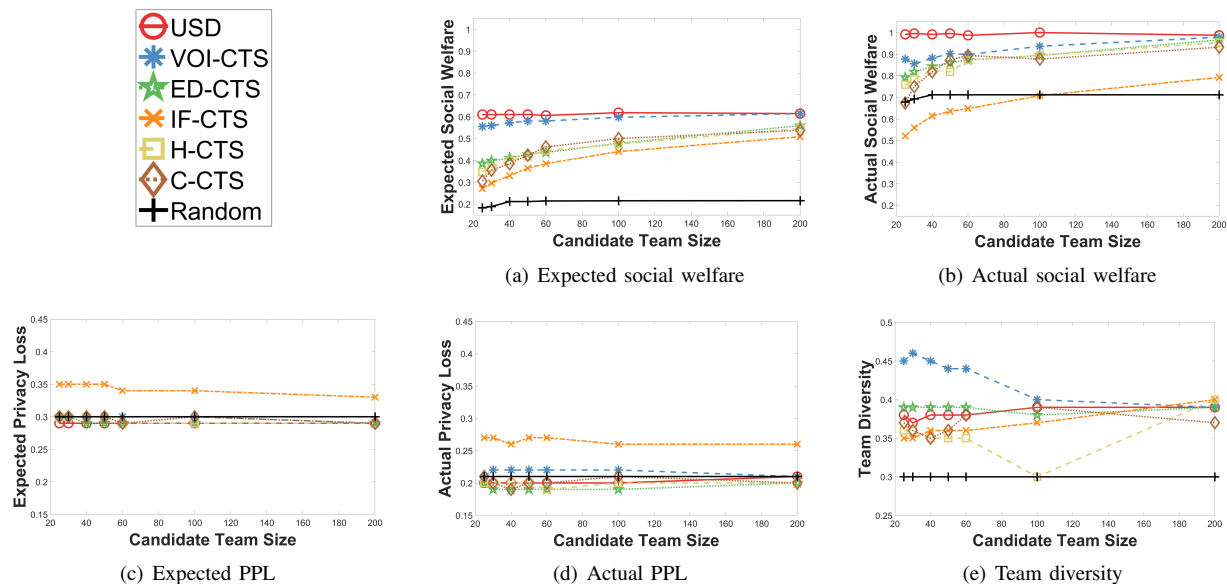 USD
VOI-CTS
ED-CTS
IF-CTS
H-CTS
C-CTS
Random
Expected Social Welfare
1
0.9
0.8
0.7
0.6
0.5
0.4
0.3
0.2
20 40 60 80 100 120 140 160 180 200
Candidate Team Size
(a) Expected social welfare
Actual Social Welfare
1
0.9
0.8
0.7
0.6
0.5
0.4
0.3
0.2
20 40 60 80 100 120 140 160 180 200
Candidate Team Size
(b) Actual social welfare
Expected Privacy Loss
0.45
0.4
0.35
0.3
0.25
0.2
0.15
20 40 60 80 100 120 140 160 180 200
Candidate Team Size
(c) Expected PPL
Actual Privacy Loss
0.45
0.4
0.35
0.3
0.25
0.2
0.15
20 40 60 80 100 120 140 160 180 200
Candidate Team Size
(d) Actual PPL
Team Diversity
0.5
0.45
0.4
0.35
0.3
0.25
20 40 60 80 100 120 140 160 180 200
Candidate Team Size
(e) Team diversity